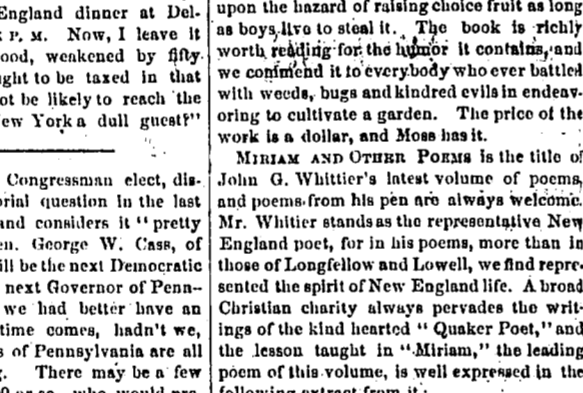 England dinner at Del-
P. M. Now, I leave it
ood, weakened by fifty
ught to be taxed in that
ot be likely to reach the
ew York a dull guest?"
Congressman elect, dis-
orial question in the last
and considers it "pretty
en. George W. Cass, of
ill be the next Democratic
next Governor of Penn-
we had better have an
time comes, hadn't we,
s of Pennsylvania are all
There may be a few
upon the hazard of raising choice fruit as long
as boys live to steal it. The book is richly
worth reading for the humor it contains, and
we commend it to everybody who ever battled
with weeds, bugs and kindred evils in endeav-
oring to cultivate a garden. The price of the
work is a dollar, and Moss has it.
MIRIAM AND OTHER POEMS is the title of
John G. Whittier's latest volume of poems,
and poems from his pen are always welcome.
Mr. Whitier stands as the representative New
England poet, for in his poems, more than in
those of Longfellow and Lowell, we find repre-
sented the spirit of New England life. A broad
Christian charity always pervades the writ-
ings of the kind hearted "Quaker Poet," and
the lesson taught in "Miriam," the leading
poem of this volume, is well expressed in the
following extract from it: